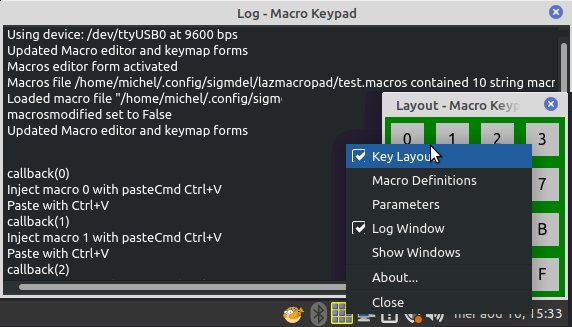 Log - Macro Keypad
Using device: /dev/ttyUSB0 at 9600 bps
Updated Macro editor and keymap forms
Macros editor form activated
Macros file /home/michel/.config/sigmdel/lazmacropad/test.macros contained 10 string macr
Loaded macro file "/home/michel/.config/sigm
macrosmodified set to False
Updated Macro editor and keymap forms
callback(0)
Inject macro 0 with pasteCmd Ctrl+V
Paste with Ctrl+V
callback(1)
Inject macro 1 with pasteCmd Ctrl+V
Paste with Ctrl+V
callback(2)
Layout - Macro Keyp
0 1 2 3
7
B
F
Key Layout
Macro Definitions
Parameters
Log Window
Show Windows
About...
Close
15:33